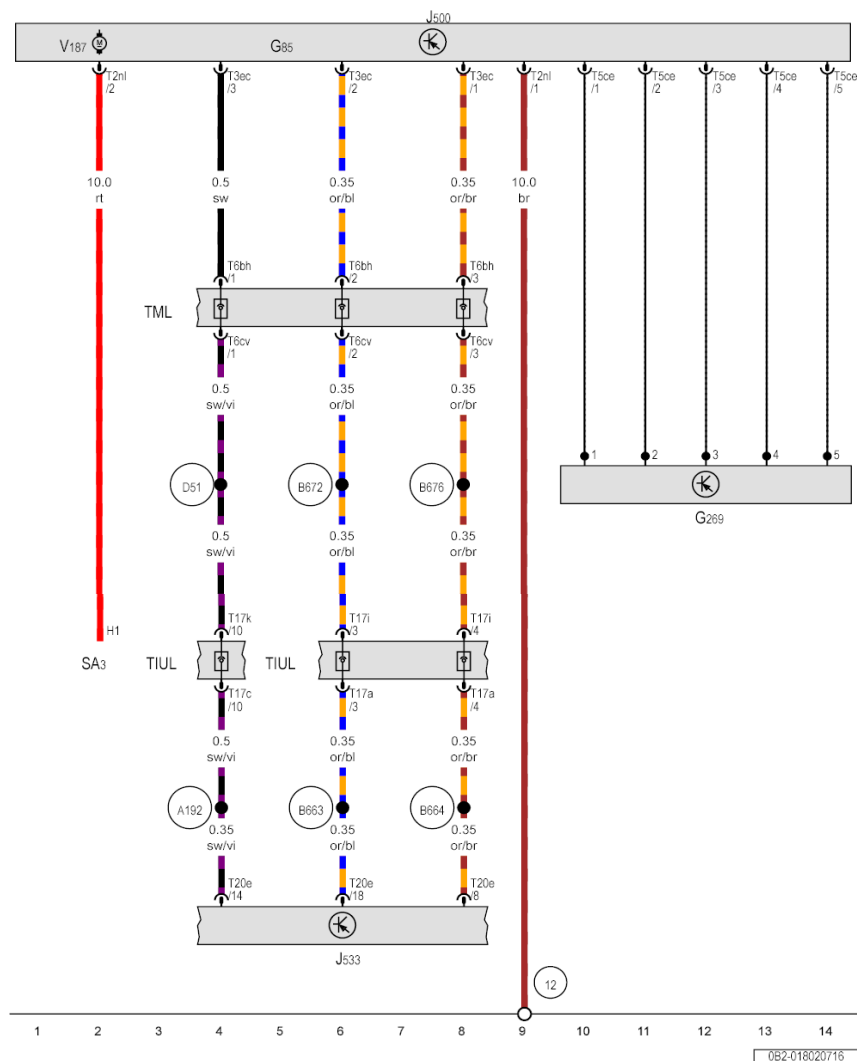 J500
V187 M G85
T2nl /2 T3ec /3 T3ec /2 T3ec /1 T2nl /1 T5ce /1 T5ce /2 T5ce /3 T5ce /4 T5ce /5
10.0 0.5 0.35 0.35 10.0
rt sw or/bl or/br br
T6bh /1 T6bh /2 T6bh /3
TML
T6cv /1 T6cv /2 T6cv /3
0.5 0.35 0.35
sw/vi or/bl or/br
1 2 3 4 5
D51 B672 B676
G269
0.5 0.35 0.35
sw/vi or/bl or/br
T17k /10 T17i /3 T17i /4
H1
SA3 TIUL TIUL
T17c /10 T17a /3 T17a /4
0.5 0.35 0.35
sw/vi or/bl or/br
A192 B663 B664
0.35 0.35 0.35
sw/vi or/bl or/br
T20e /14 T20e /18 T20e /8
J533
12
1 2 3 4 5 6 7 8 9 10 11 12 13 14
0B2-018020716